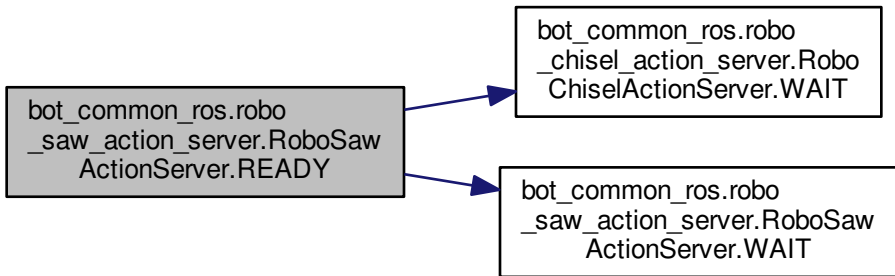 bot_common_ros.robo
_saw_action_server.RoboSaw
ActionServer.READY
bot_common_ros.robo
_chisel_action_server.Robo
ChiselActionServer.WAIT
bot_common_ros.robo
_saw_action_server.RoboSaw
ActionServer.WAIT